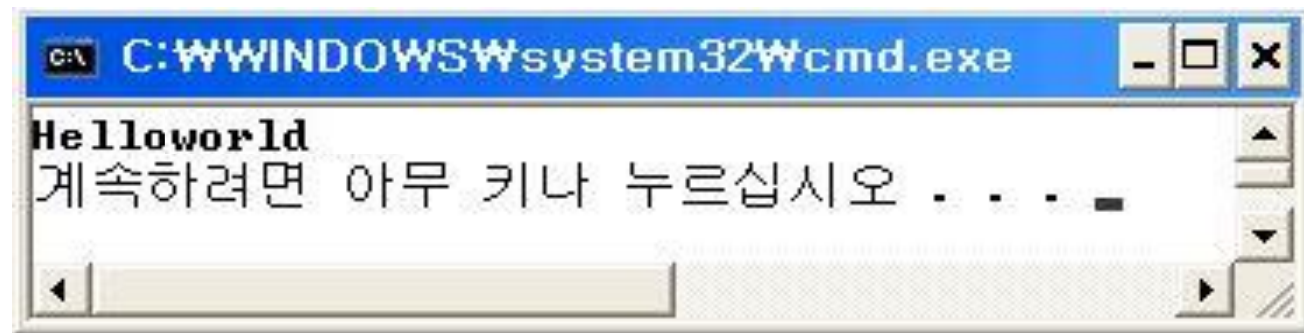 C:₩WINDOWS₩system32₩cmd.exe
Helloworld
계속하려면 아무 키나 누르십시오 . . .